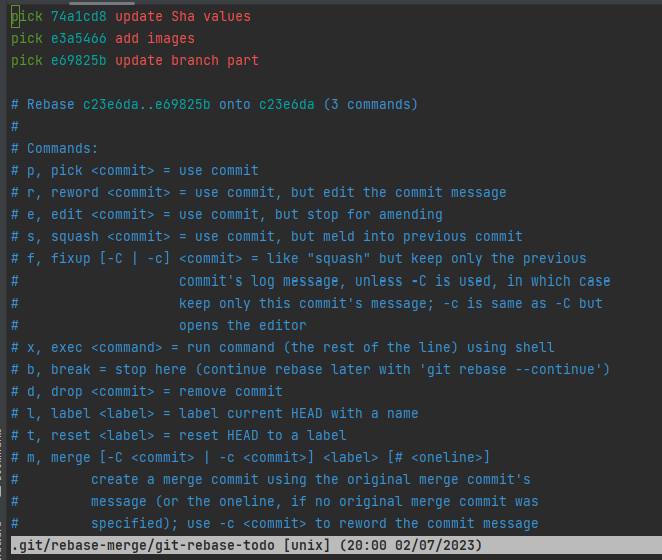 pick 74a1cd8 update Sha values
pick e3a5466 add images
pick e69825b update branch part
# Rebase c23e6da..e69825b onto c23e6da (3 commands)
#
# Commands:
# p, pick <commit> = use commit
# r, reword <commit> = use commit, but edit the commit message
# e, edit <commit> = use commit, but stop for amending
# s, squash <commit> = use commit, but meld into previous commit
# f, fixup [-C | -c] <commit> = like "squash" but keep only the previous
#                    commit's log message, unless -C is used, in which case
#                    keep only this commit's message; -c is same as -C but
#                    opens the editor
# x, exec <command> = run command (the rest of the line) using shell
# b, break = stop here (continue rebase later with 'git rebase --continue')
# d, drop <commit> = remove commit
# l, label <label> = label current HEAD with a name
# t, reset <label> = reset HEAD to a label
# m, merge [-C <commit> | -c <commit>] <label> [# <oneline>]
#         create a merge commit using the original merge commit's
#         message (or the oneline, if no original merge commit was
#         specified); use -c <commit> to reword the commit message
.git/rebase-merge/git-rebase-todo [unix] (20:00 02/07/2023)